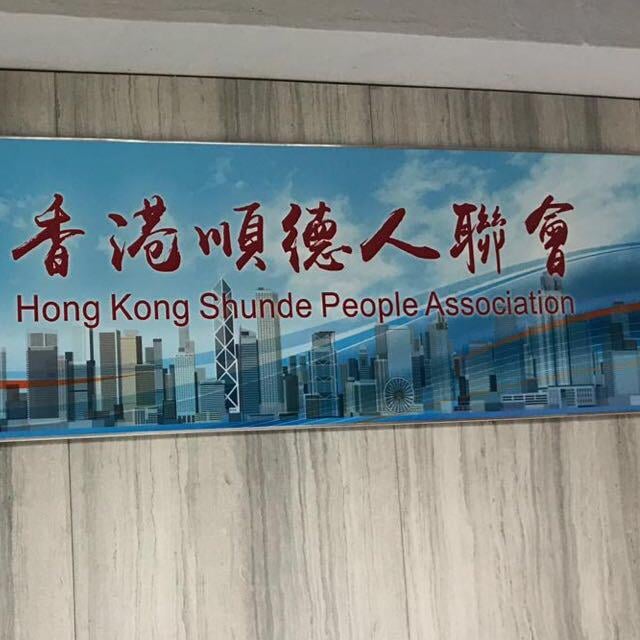 香港順德人聯會
Hong Kong Shunde People Association